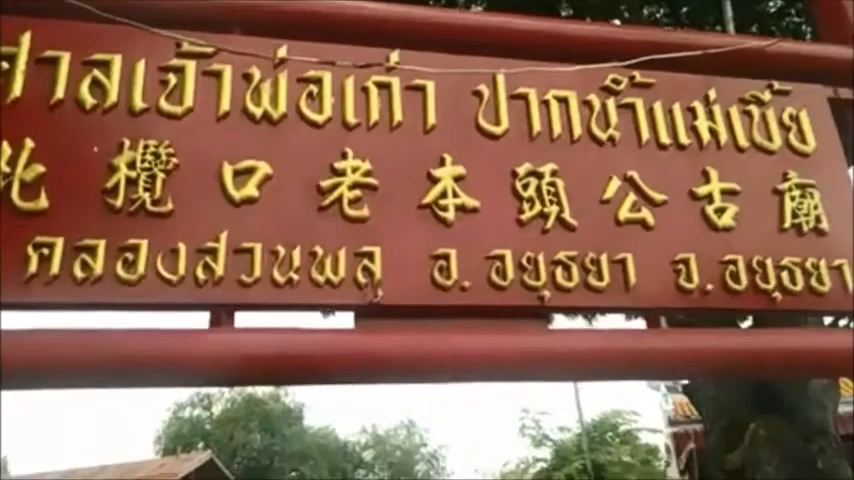 ศาลเจ้าพ่อเก่า ปากน้ำแม่เบี้ย
北欖口老本頭公古廟
คลองสวนพลู อ. อยุธยา จ. อยุธยา